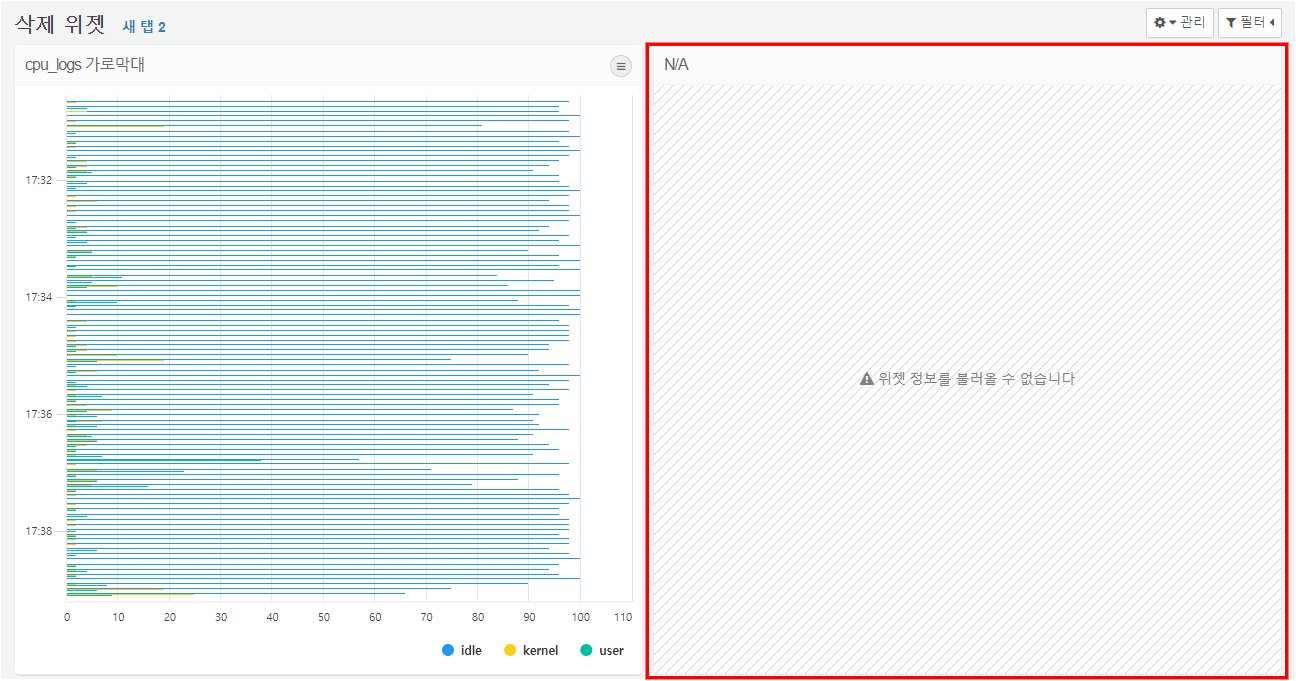 삭제 위젯 새 탭 2
관리 필터
cpu_logs 가로막대
N/A
17:32
17:34
17:36
17:38
0 10 20 30 40 50 60 70 80 90 100 110
idle kernel user
위젯 정보를 불러올 수 없습니다